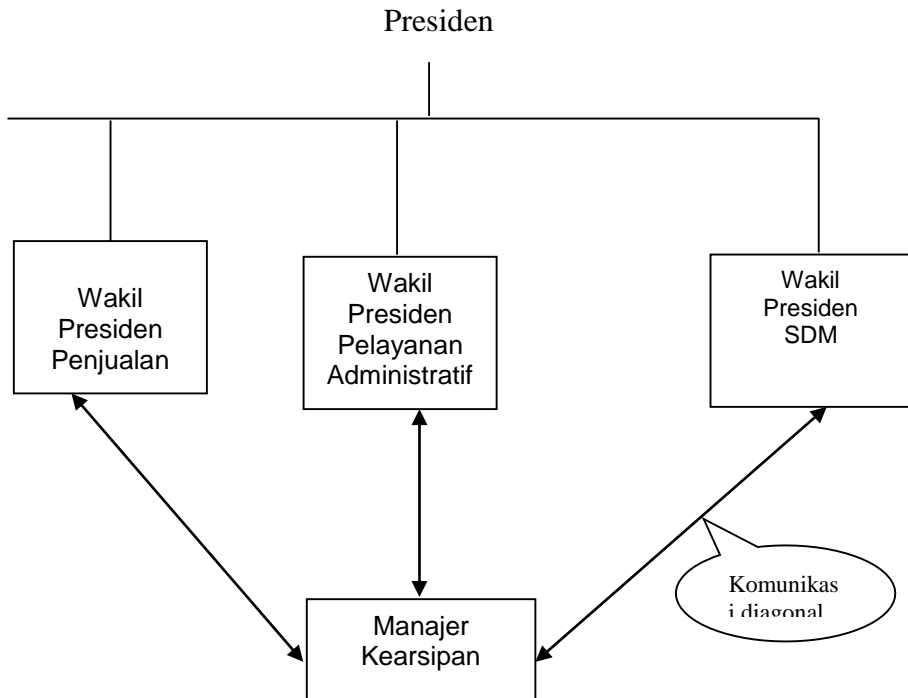 Presiden
Wakil
Presiden
Penjualan
Wakil
Presiden
Pelayanan
Administratif
Wakil
Presiden
SDM
Komunikas
i diagonal
Manajer
Kearsipan